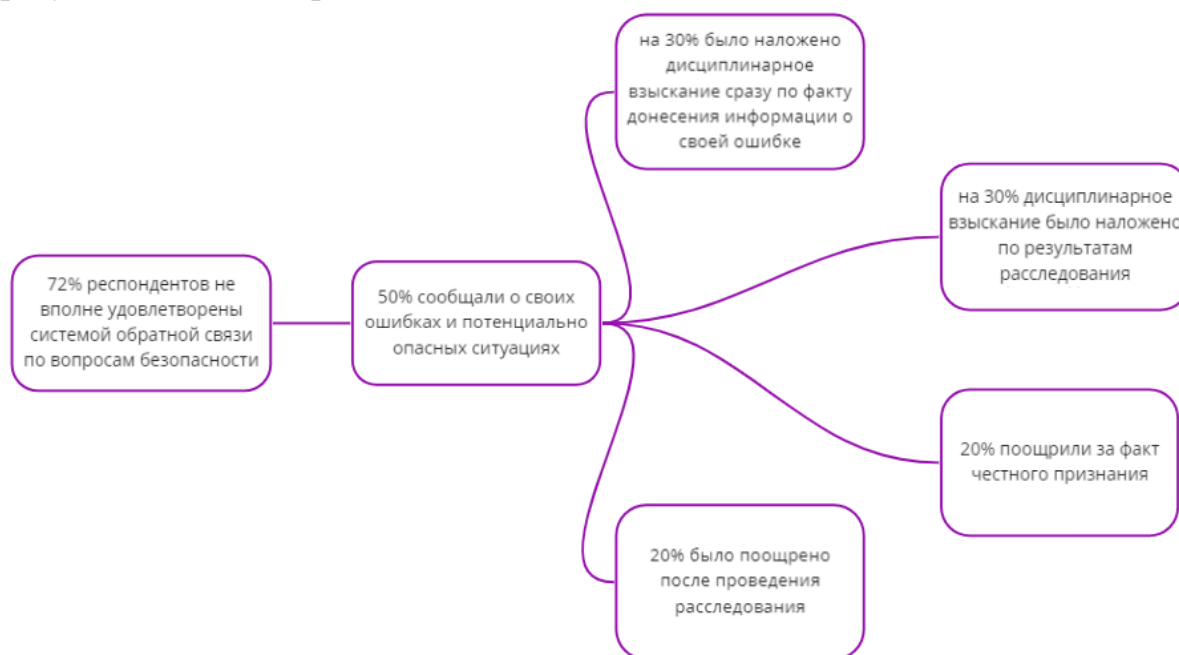 на 30% было наложено
дисциплинарное
взыскание сразу по факту
донесения информации о
своей ошибке
на 30% дисциплинарное
взыскание было наложено
по результатам
расследования
72% респондентов не
вполне удовлетворены
системой обратной связи
по вопросам безопасности
50% сообщали о своих
ошибках и потенциально
опасных ситуациях
20% поощрили за факт
честного признания
20% было поощрено
после проведения
расследования